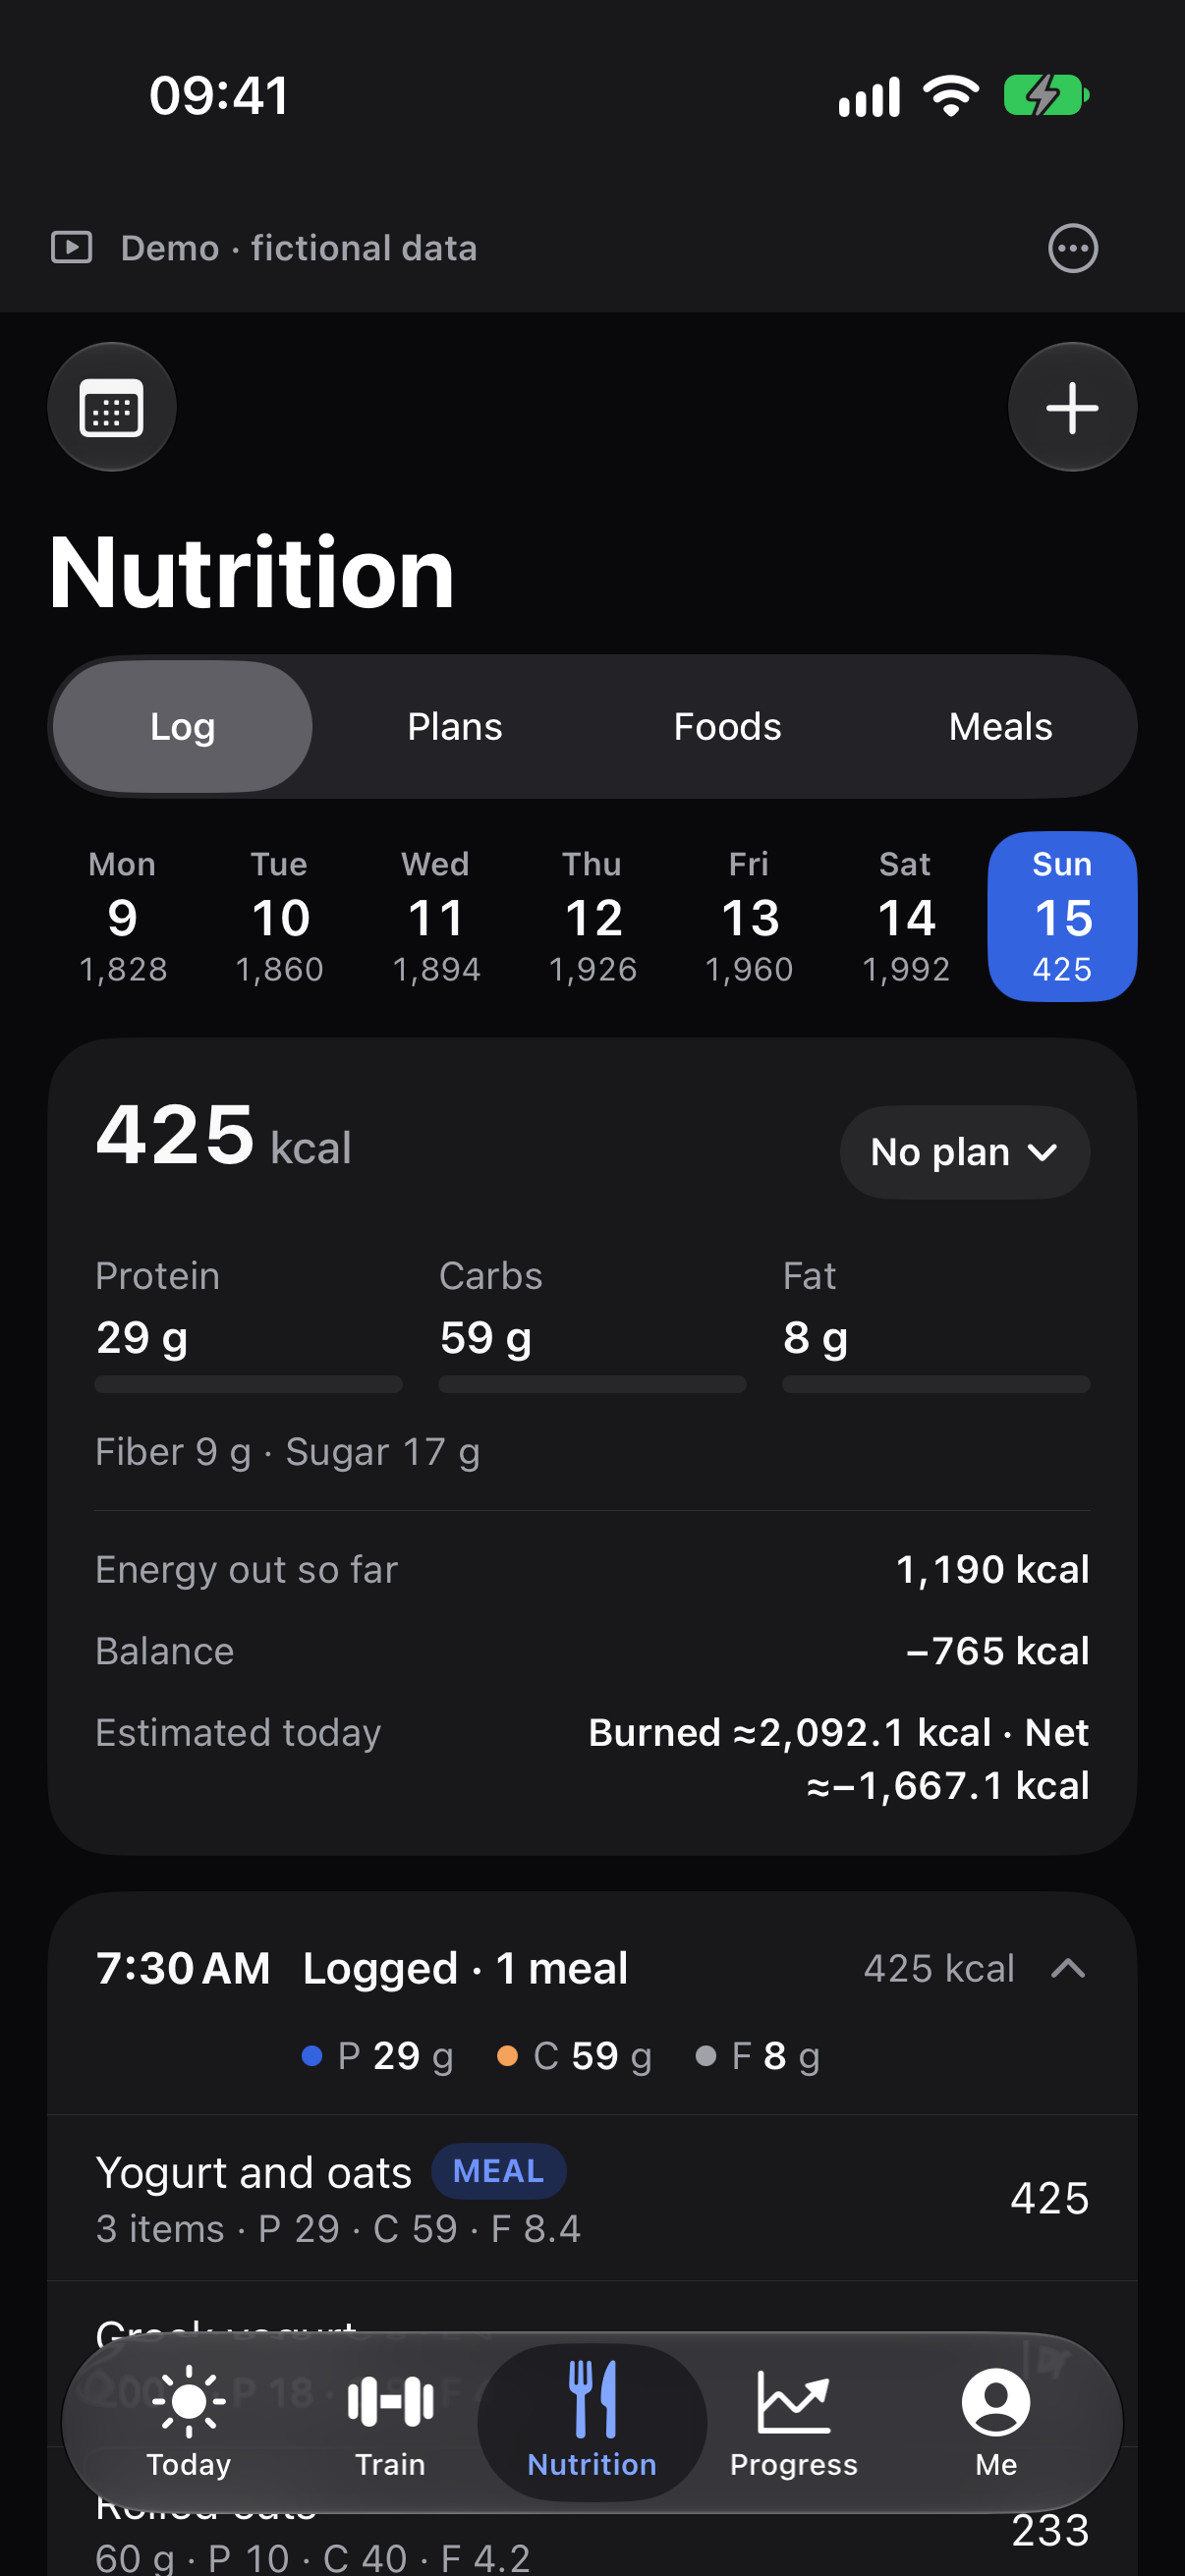 09:41
Demo · fictional data
Nutrition
Log Plans Foods Meals
Mon Tue Wed Thu Fri Sat Sun
9 10 11 12 13 14 15
1,828 1,860 1,894 1,926 1,960 1,992 425
425 kcal
No plan
Protein Carbs Fat
29 g 59 g 8 g
Fiber 9 g · Sugar 17 g
Energy out so far 1,190 kcal
Balance −765 kcal
Estimated today Burned ≈2,092.1 kcal · Net
≈−1,667.1 kcal
7:30 AM Logged · 1 meal 425 kcal
P 29 g C 59 g F 8 g
Yogurt and oats MEAL
425
3 items · P 29 · C 59 · F 8.4
Greek yogurt
P 18
Today Train Nutrition Progress Me
Rolled oats
233
60 g · P 10 · C 40 · F 4.2